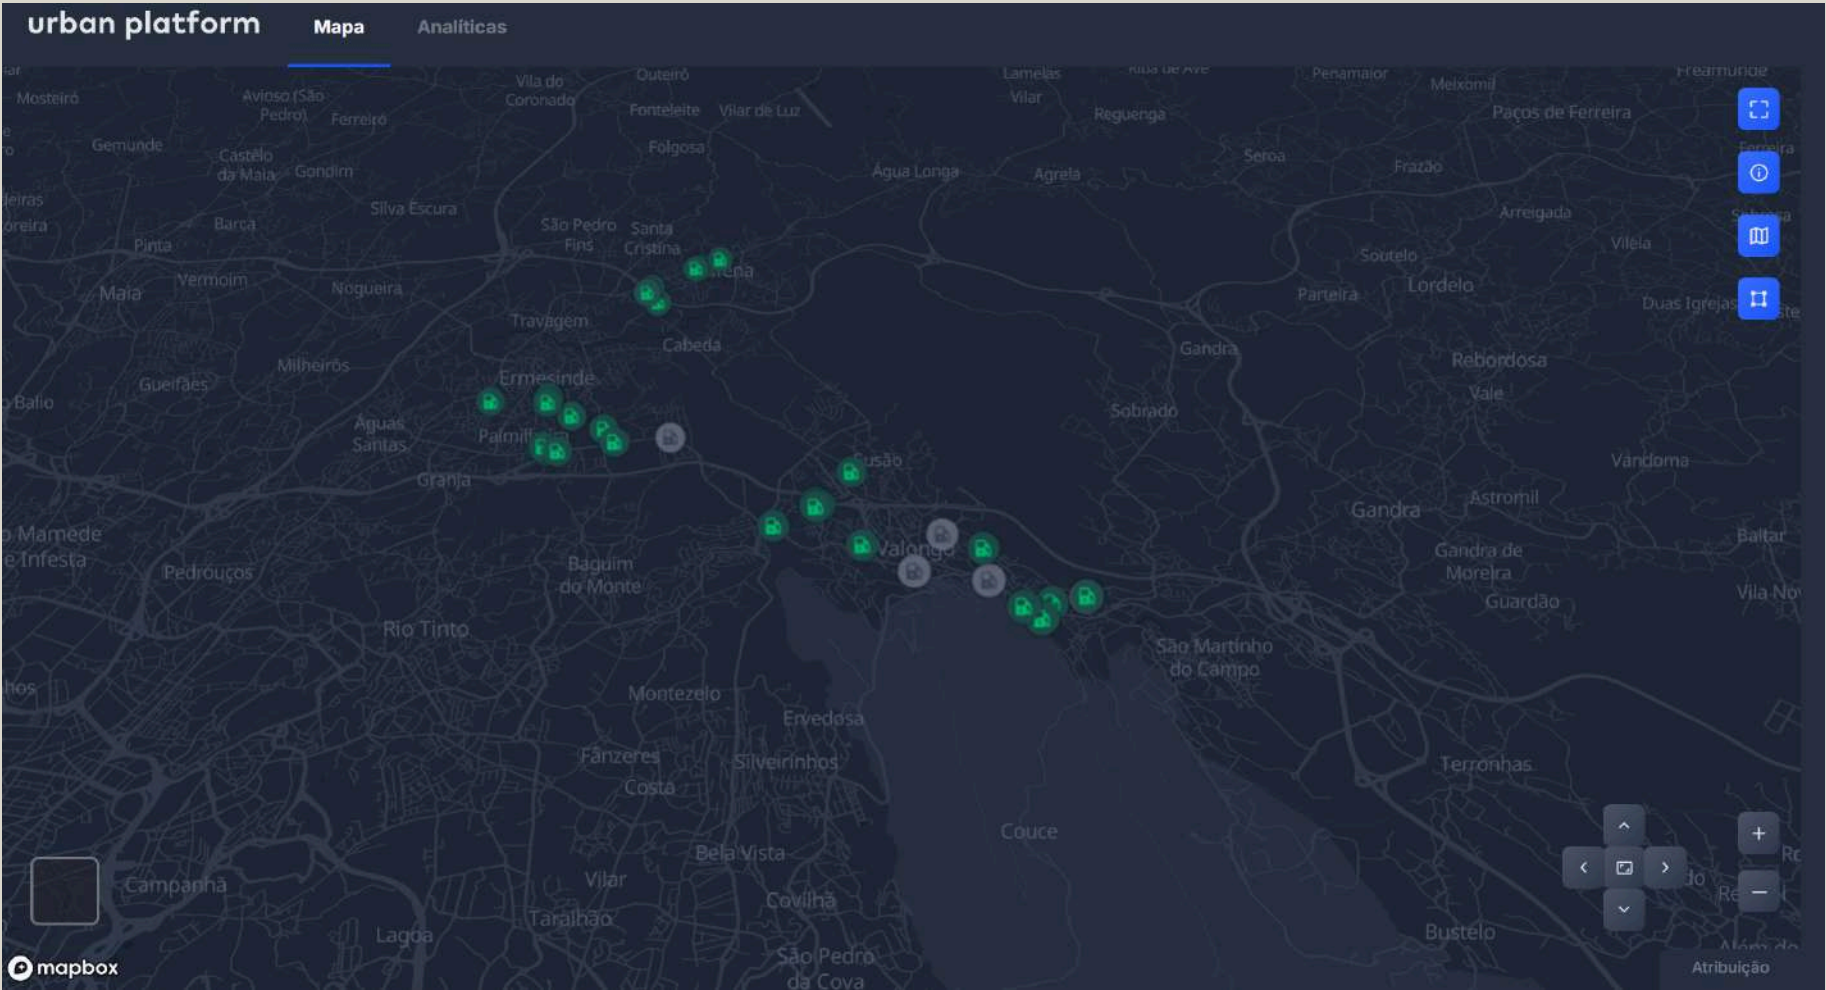 urban platform
Mapa
Analíticas
Outeiro
Lamelas
Penamaior
Freamunde
Vila do
Coronado
Meixomil
Mosteiró
Avioso (São
Pedro)
Ferreiró
Fonteleite
Vilar de Luz
Vilar
Reguenga
Paços de Ferreira
Gemunde
Castêlo
da Maia
Gondim
Folgosa
Água Longa
Agrela
Seroa
Frazão
Ferreira
Silva Escura
Barca
São Pedro
Fins
Santa
Cristina
Arreigada
Pinta
Vilela
Soutelo
Maia
Vermoim
Nogueira
Parteira
Lordelo
Duas Igrejas
Travagem
Cabeda
Gandra
Milheirós
Rebordosa
Gueifães
Ermesinde
Vale
Águas
Santas
Sobrado
Susão
Vandoma
Granja
Gandra
Astromil
Mamede
e Infesta
Valongo
Baltar
Pedrouços
Baguim
do Monte
Gandra de
Moreira
Guardão
Rio Tinto
São Martinho
do Campo
Montezelo
Ervedosa
Fânzeres
Silveirinhos
Terronhas
Costa
Couce
Bela Vista
Campanhã
Vilar
Covilhã
Taralhão
Lagoa
Bustelo
São Pedro
da Cova
mapbox
Atribuição